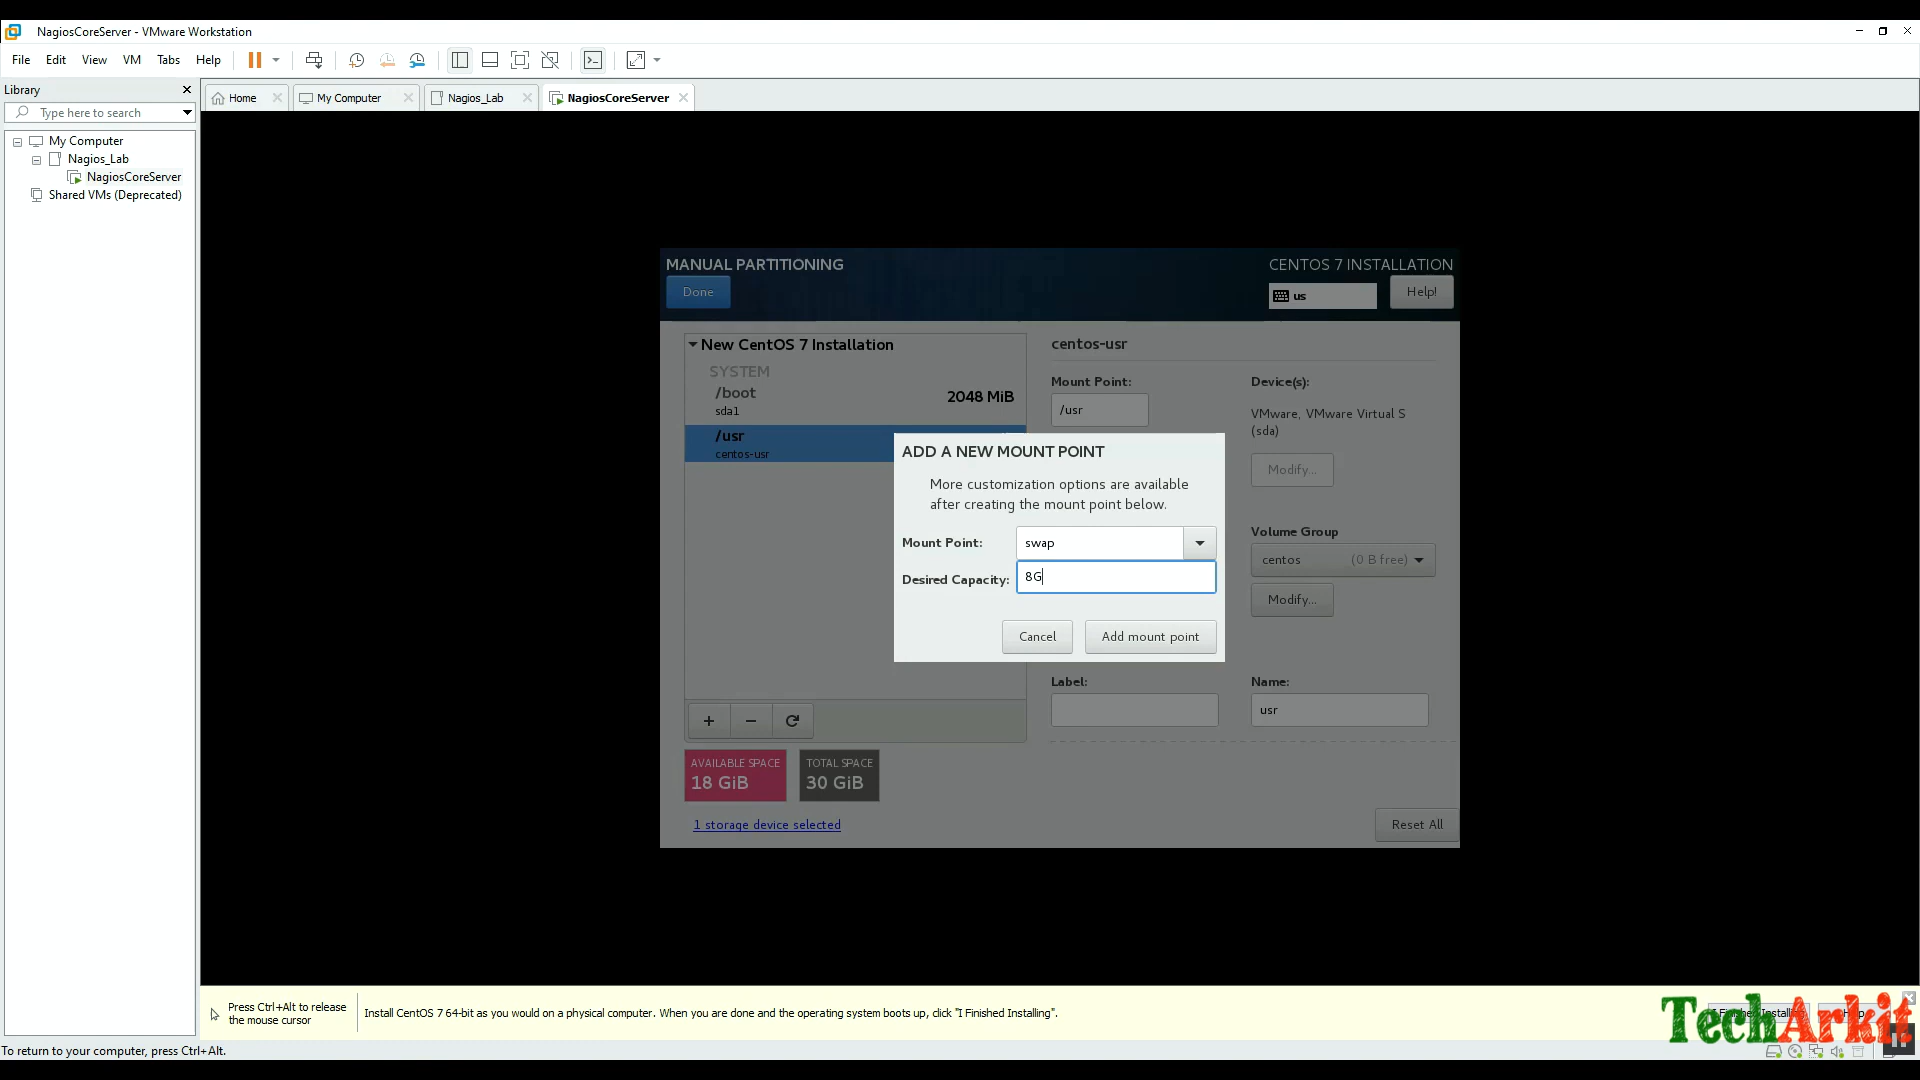 NagiosCoreServer - VMware Workstation
File Edit View VM Tabs Help
Library
Type here to search
My Computer
Nagios_Lab
NagiosCoreServer
Shared VMs (Deprecated)
Home
My Computer
Nagios_Lab
NagiosCoreServer
MANUAL PARTITIONING
Done
CENTOS 7 INSTALLATION
us
Help!
New CentOS 7 Installation
SYSTEM
/boot
sda1
2048 MiB
/usr
centos-usr
centos-usr
Mount Point:
/usr
Device(s):
VMware, VMware Virtual S
(sda)
Modify...
Volume Group
centos (0 B free)
Modify...
Label:
Name:
usr
ADD A NEW MOUNT POINT
More customization options are available
after creating the mount point below.
Mount Point: swap
Desired Capacity: 8G
Cancel
Add mount point
AVAILABLE SPACE
18 GiB
TOTAL SPACE
30 GiB
1 storage device selected
Reset All
Press Ctrl+Alt to release
the mouse cursor
Install CentOS 7 64-bit as you would on a physical computer. When you are done and the operating system boots up, click "I Finished Installing".
TechArkit
To return to your computer, press Ctrl+Alt.